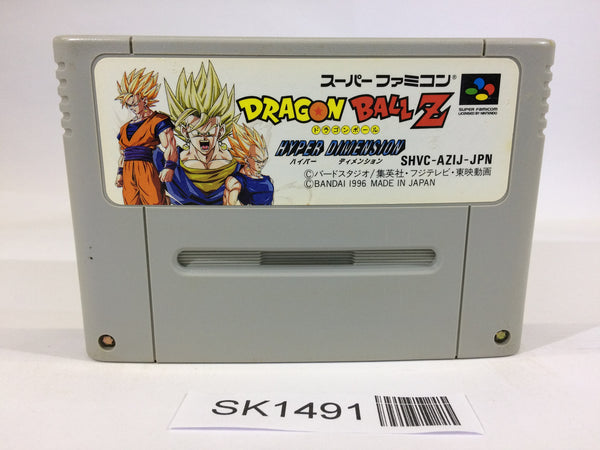 スーパーファミコン®
SUPER FAMICOM
LICENSED BY NINTENDO
DRAGON BALL Z
ドラゴンボール
HYPER DIMENSION
ハイパー ディメンション
SHVC-AZIJ-JPN
©バードスタジオ/集英社・フジテレビ・東映動画
©BANDAI 1996 MADE IN JAPAN
SK1491